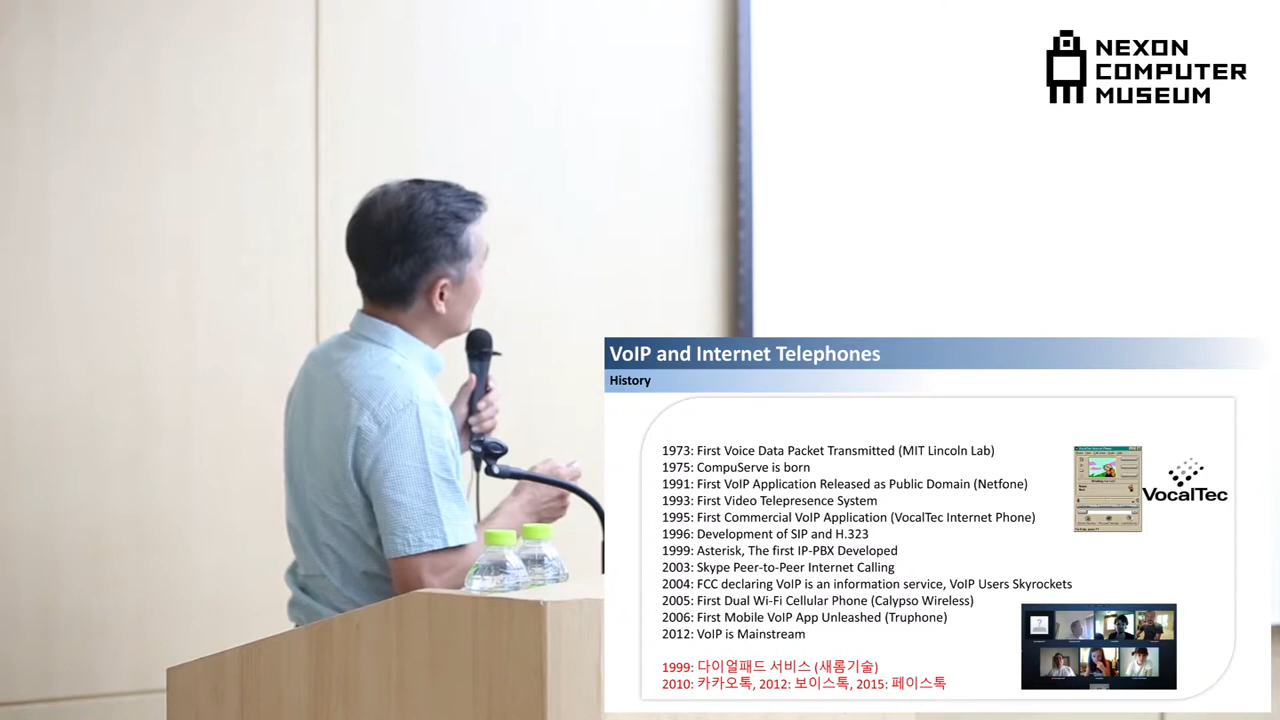 NEXON
COMPUTER
MUSEUM
VoIP and Internet Telephones
History
1973: First Voice Data Packet Transmitted (MIT Lincoln Lab)
1975: CompuServe is born
1991: First VoIP Application Released as Public Domain (Netfone)
1993: First Video Telepresence System
1995: First Commercial VoIP Application (VocalTec Internet Phone)
1996: Development of SIP and H.323
1999: Asterisk, The first IP-PBX Developed
2003: Skype Peer-to-Peer Internet Calling
2004: FCC declaring VoIP is an information service, VoIP Users Skyrockets
2005: First Dual Wi-Fi Cellular Phone (Calypso Wireless)
2006: First Mobile VoIP App Unleashed (Truphone)
2012: VoIP is Mainstream
1999: 다이얼패드 서비스 (새롬기술)
2010: 카카오톡, 2012: 보이스톡, 2015: 페이스톡
VocalTec